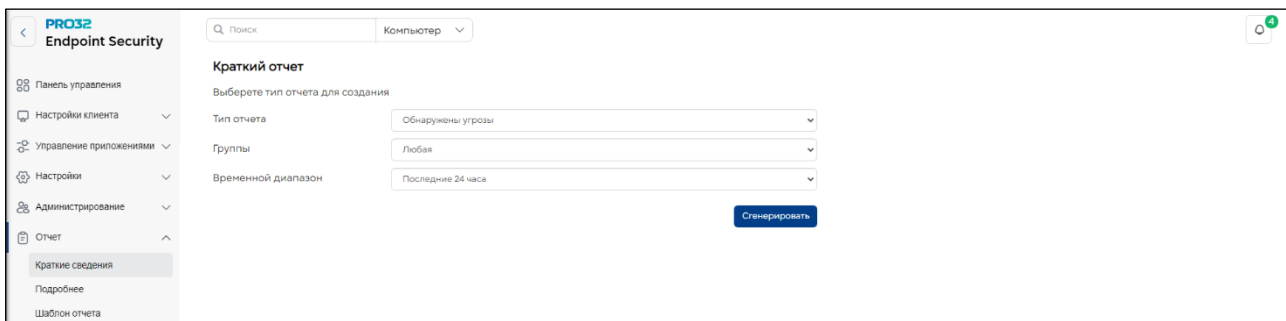 PRO32
Endpoint Security
Поиск
Компьютер
4
Краткий отчет
Панель управления
Выберете тип отчета для создания
Настройки клиента
Тип отчета
Обнаружены угрозы
Управление приложениями
Группы
Любая
Настройки
Временной диапазон
Последние 24 часа
Администрирование
Сгенерировать
Отчет
Краткие сведения
Подробнее
Шаблон отчета